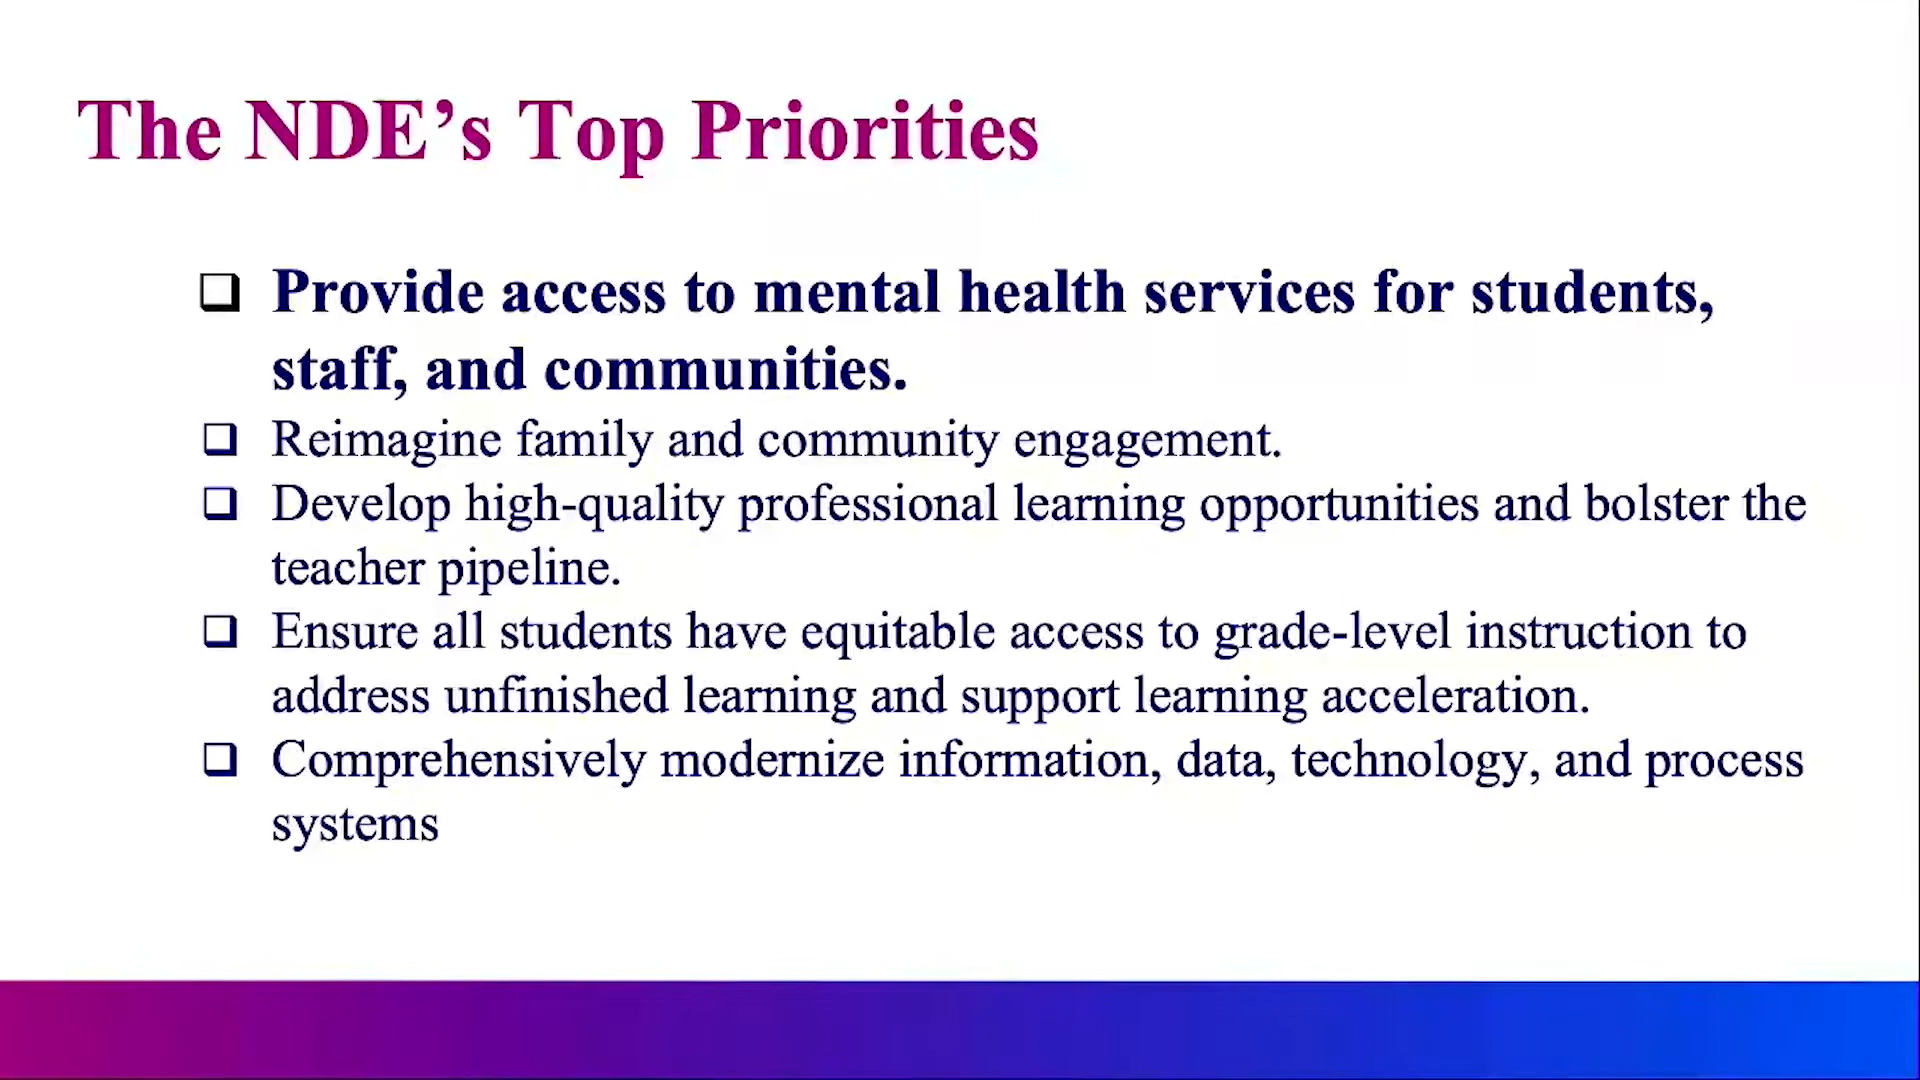 The NDE’s Top Priorities
❑ Provide access to mental health services for students,
staff, and communities.
❑ Reimagine family and community engagement.
❑ Develop high-quality professional learning opportunities and bolster the
teacher pipeline.
❑ Ensure all students have equitable access to grade-level instruction to
address unfinished learning and support learning acceleration.
❑ Comprehensively modernize information, data, technology, and process
systems